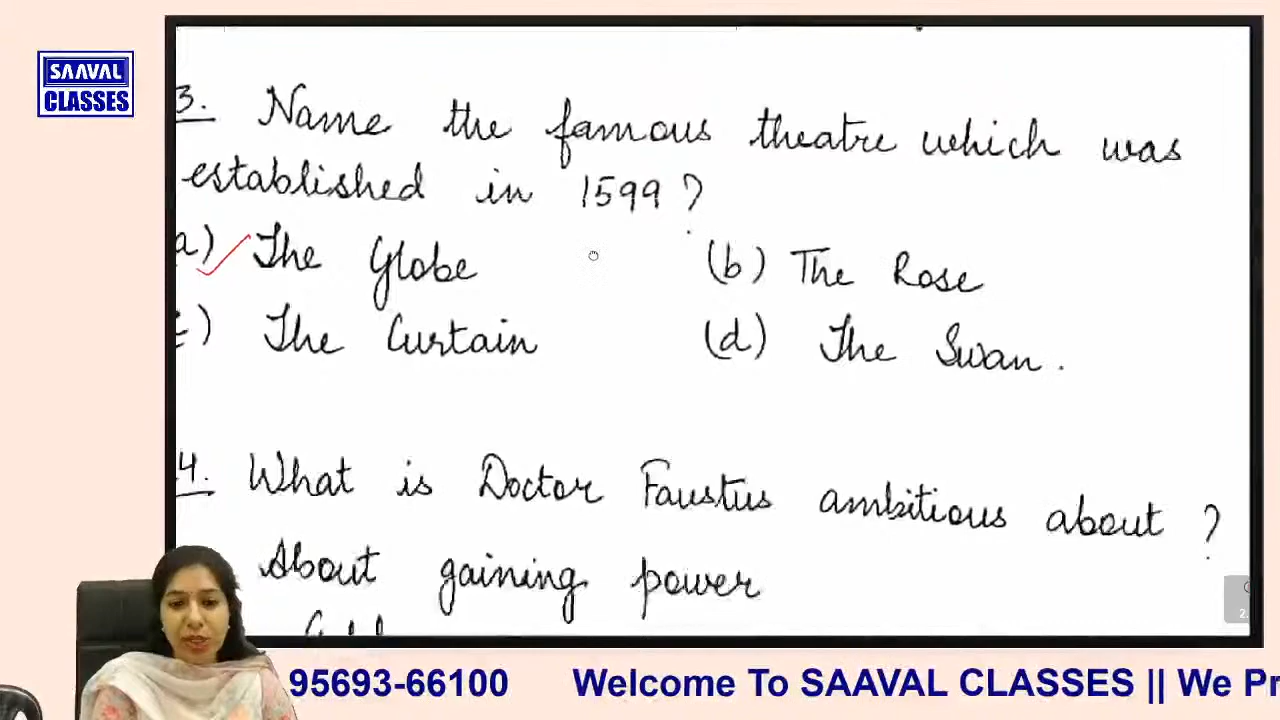 SAAVAL
CLASSES
3. Name the famous theatre which was
established in 1599?
a) The Globe (b) The Rose
c) The Curtain (d) The Swan.
4. What is Doctor Faustus ambitious about ?
About gaining power
2.
95693-66100 Welcome To SAAVAL CLASSES || We Pr